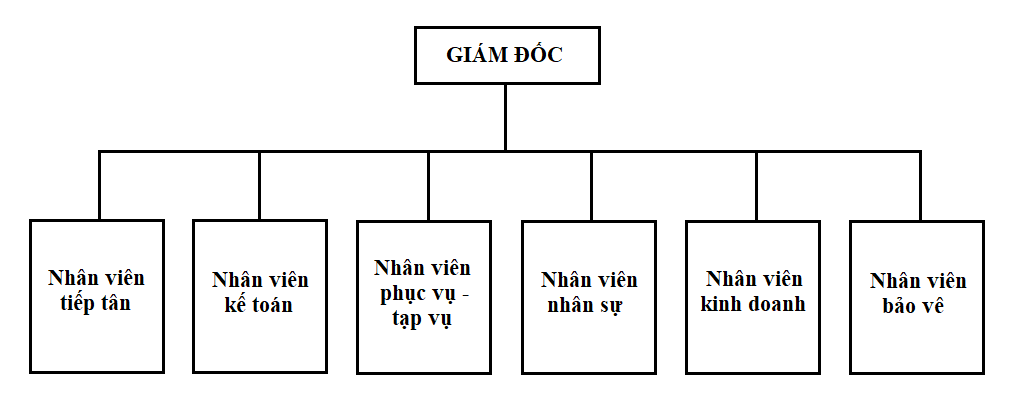 GIÁM ĐỐC
Nhân viên
tiếp tân
Nhân viên
kế toán
Nhân viên
phục vụ -
tạp vụ
Nhân viên
nhân sự
Nhân viên
kinh doanh
Nhân viên
bảo vê